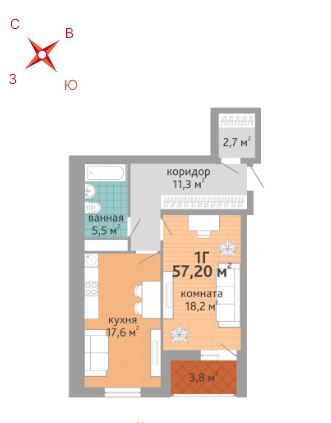 С
В
З
Ю
2,7 м²
коридор
11,3 м²
ванная
5,5 м²
1Г
57,20 м²
комната
18,2 м²
кухня
17,6 м²
3,8 м²